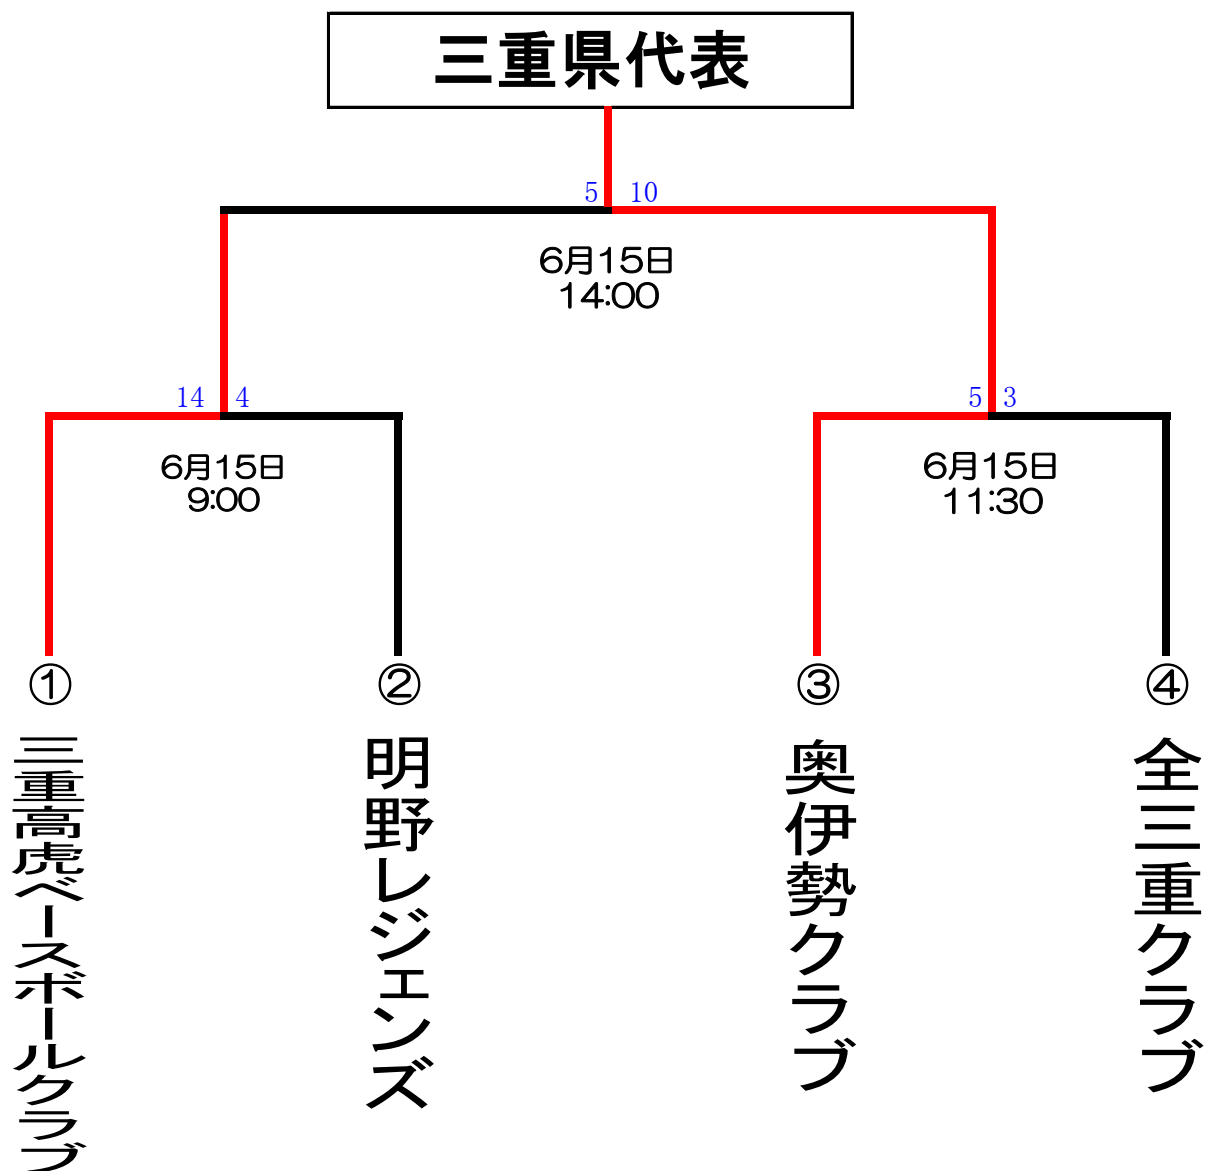 三重県代表
5 10
6月15日
14:00
14 4
5 3
6月15日
9:00
6月15日
11:30
① ② ③ ④
三重高虎ベースボールクラブ
明野レジェンズ
奥伊勢クラブ
全三重クラブ